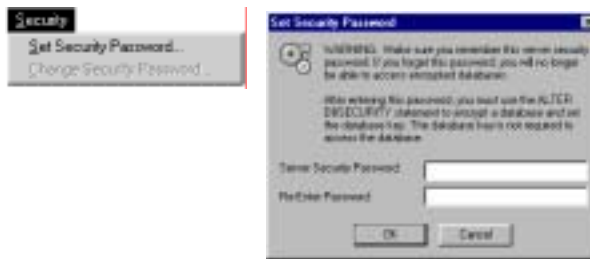 Security
Set Security Password...
Change Security Password...
Set Security Password
WARNING: Make sure you remember this server security
password. If you forget this password, you will no longer
be able to access encrypted databases.
After entering this password, you must use the ALTER
DBSECURITY statement to encrypt a database and set
the database key. The database key is not required to
access the database.
Server Security Password:
Re-Enter Password:
OK
Cancel